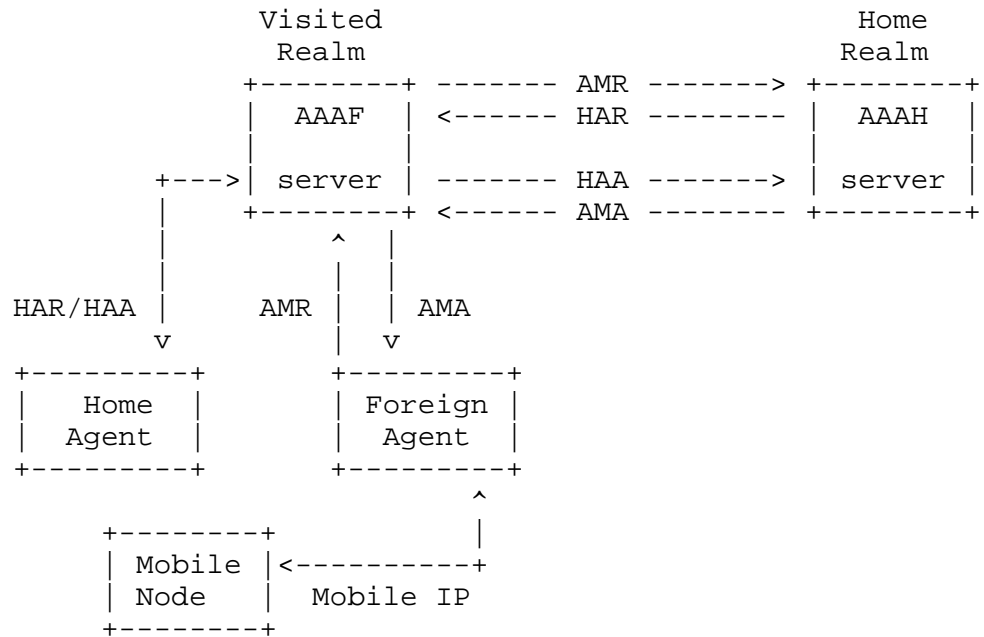 Visited Home
Realm Realm
AMR
AAAF HAR AAAH
server HAA server
AMA
HAR/HAA AMR AMA
Home Foreign
Agent Agent
Mobile
Node Mobile IP